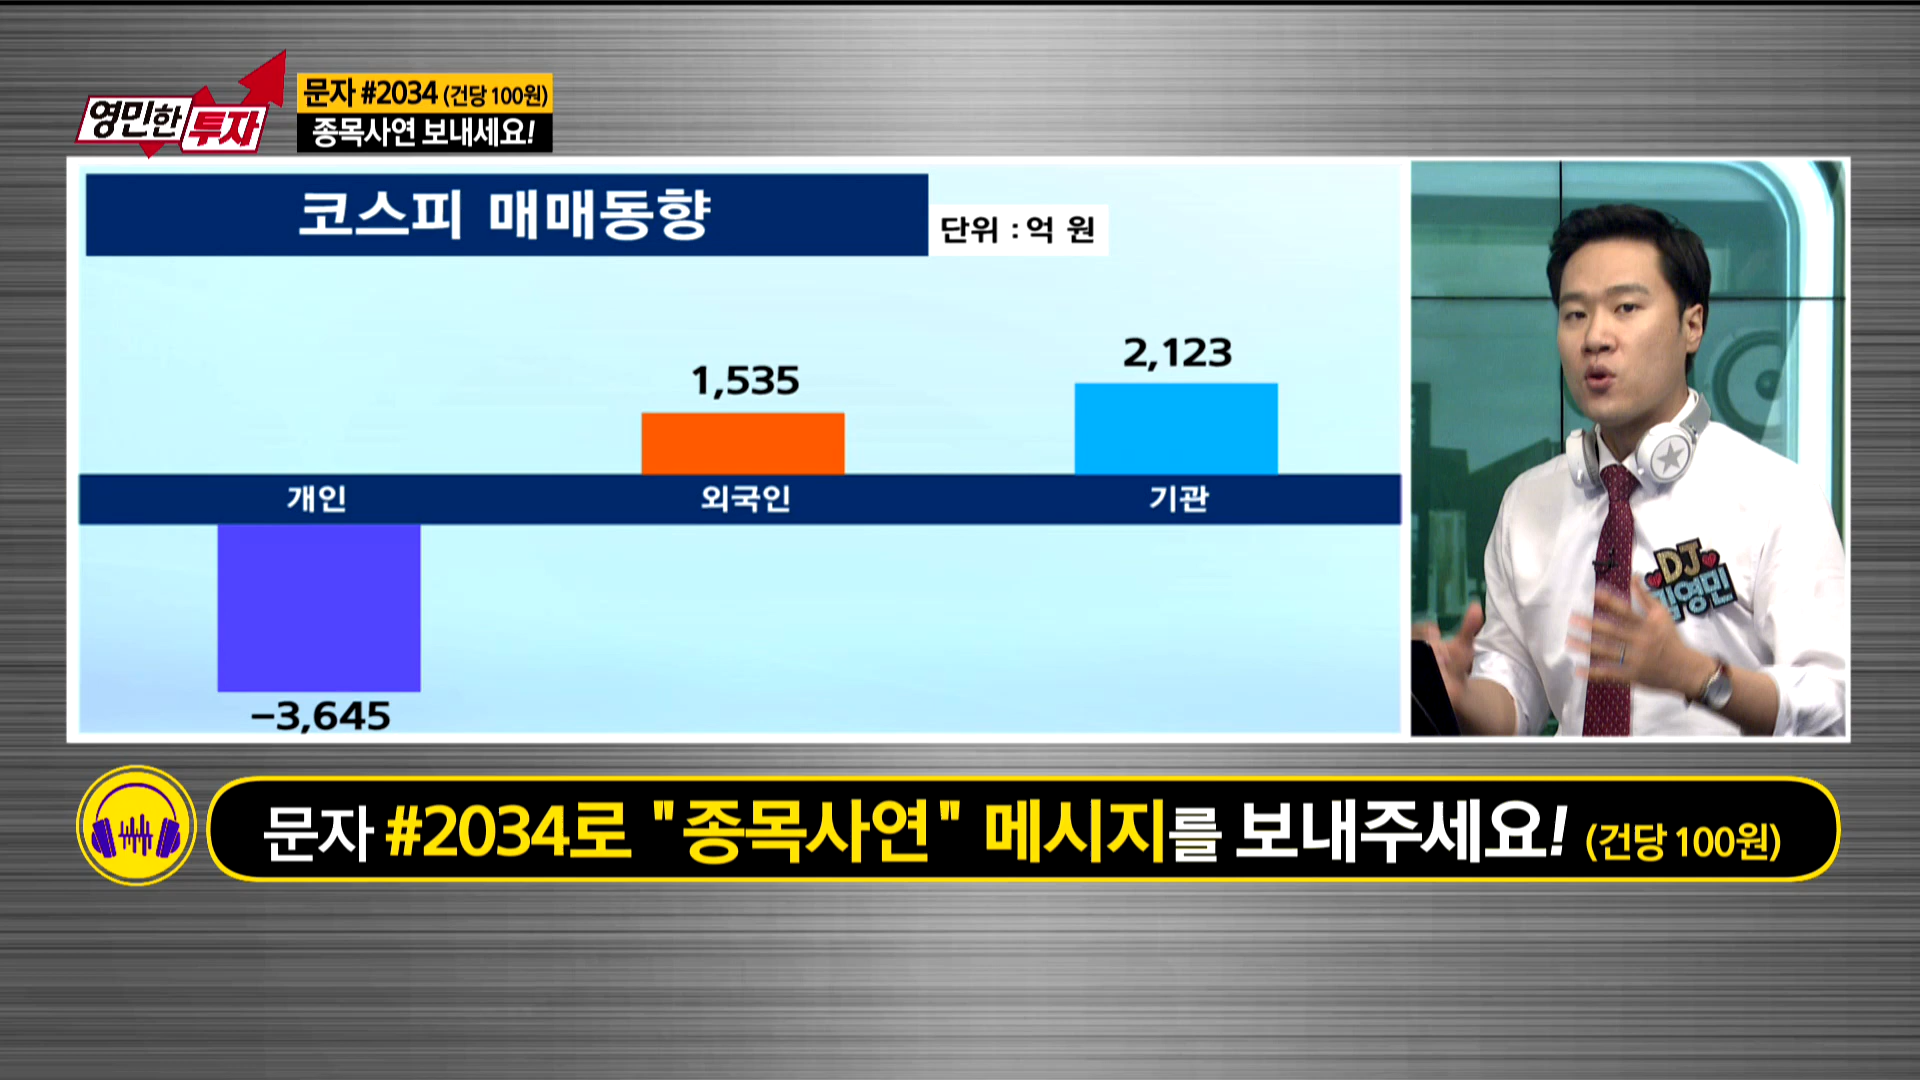 영민한 투자
문자 #2034 (건당 100원)
종목사연 보내세요!
코스피 매매동향
단위 : 억 원
2,123
1,535
개인 외국인 기관
-3,645
DJ
김영민
문자 #2034로 "종목사연" 메시지를 보내주세요! (건당 100원)